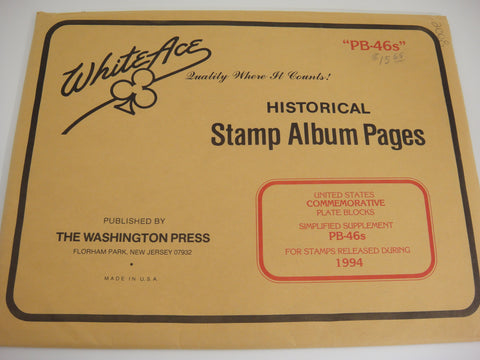 White Ace
Quality Where It Counts!
"PB-46s"
$15
HISTORICAL
Stamp Album Pages
PUBLISHED BY
THE WASHINGTON PRESS
FLORHAM PARK, NEW JERSEY 07932
MADE IN U.S.A.
UNITED STATES
COMMEMORATIVE
PLATE BLOCKS
SIMPLIFIED SUPPLEMENT
PB-46s
FOR STAMPS RELEASED DURING
1994